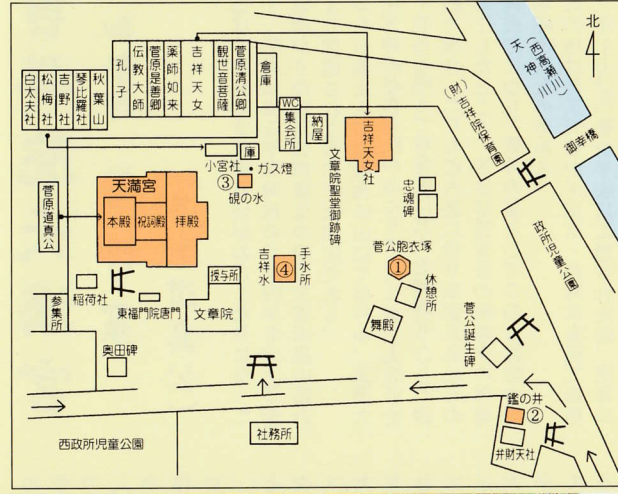 北
天神川
(西高瀬川)
御幸橋
(財)吉祥院保育園
政所児童公園
孔子
伝教大師
菅原是善卿
薬師如来
吉祥天女
観世音菩薩
菅原清公卿
倉庫
白太夫社
松梅社
吉野社
琴比羅社
秋葉山
WC
集会所
納屋
吉祥天女社
文章院聖堂御跡碑
小宮社
庫
ガス燈
③
硯の水
忠魂碑
菅原道真公
天満宮
本殿
祝詞殿
拝殿
吉祥水
④
手水所
菅公胞衣塚
①
休憩所
舞殿
菅公誕生碑
授与所
文章院
稲荷社
東福門院唐門
参集所
奥田碑
鑑の井
②
弁財天社
西政所児童公園
社務所